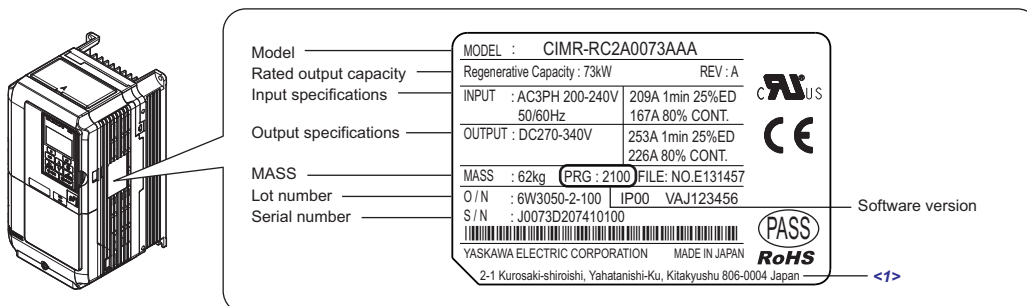 Model
Rated output capacity
Input specifications
Output specifications
MASS
Lot number
Serial number
MODEL : CIMR-RC2A0073AAA
Regenerative Capacity : 73kW REV : A
INPUT : AC3PH 200-240V 209A 1min 25%ED
50/60Hz 167A 80% CONT.
OUTPUT : DC270-340V 253A 1min 25%ED
226A 80% CONT.
MASS : 62kg PRG : 2100 FILE: NO.E131457
O / N : 6W3050-2-100 IP00 VAJ123456
S / N : J0073D207410100
YASKAWA ELECTRIC CORPORATION MADE IN JAPAN
2-1 Kurosaki-shiroishi, Yahatanishi-Ku, Kitakyushu 806-0004 Japan
C RU US
CE
PASS
RoHS
Software version
<1>